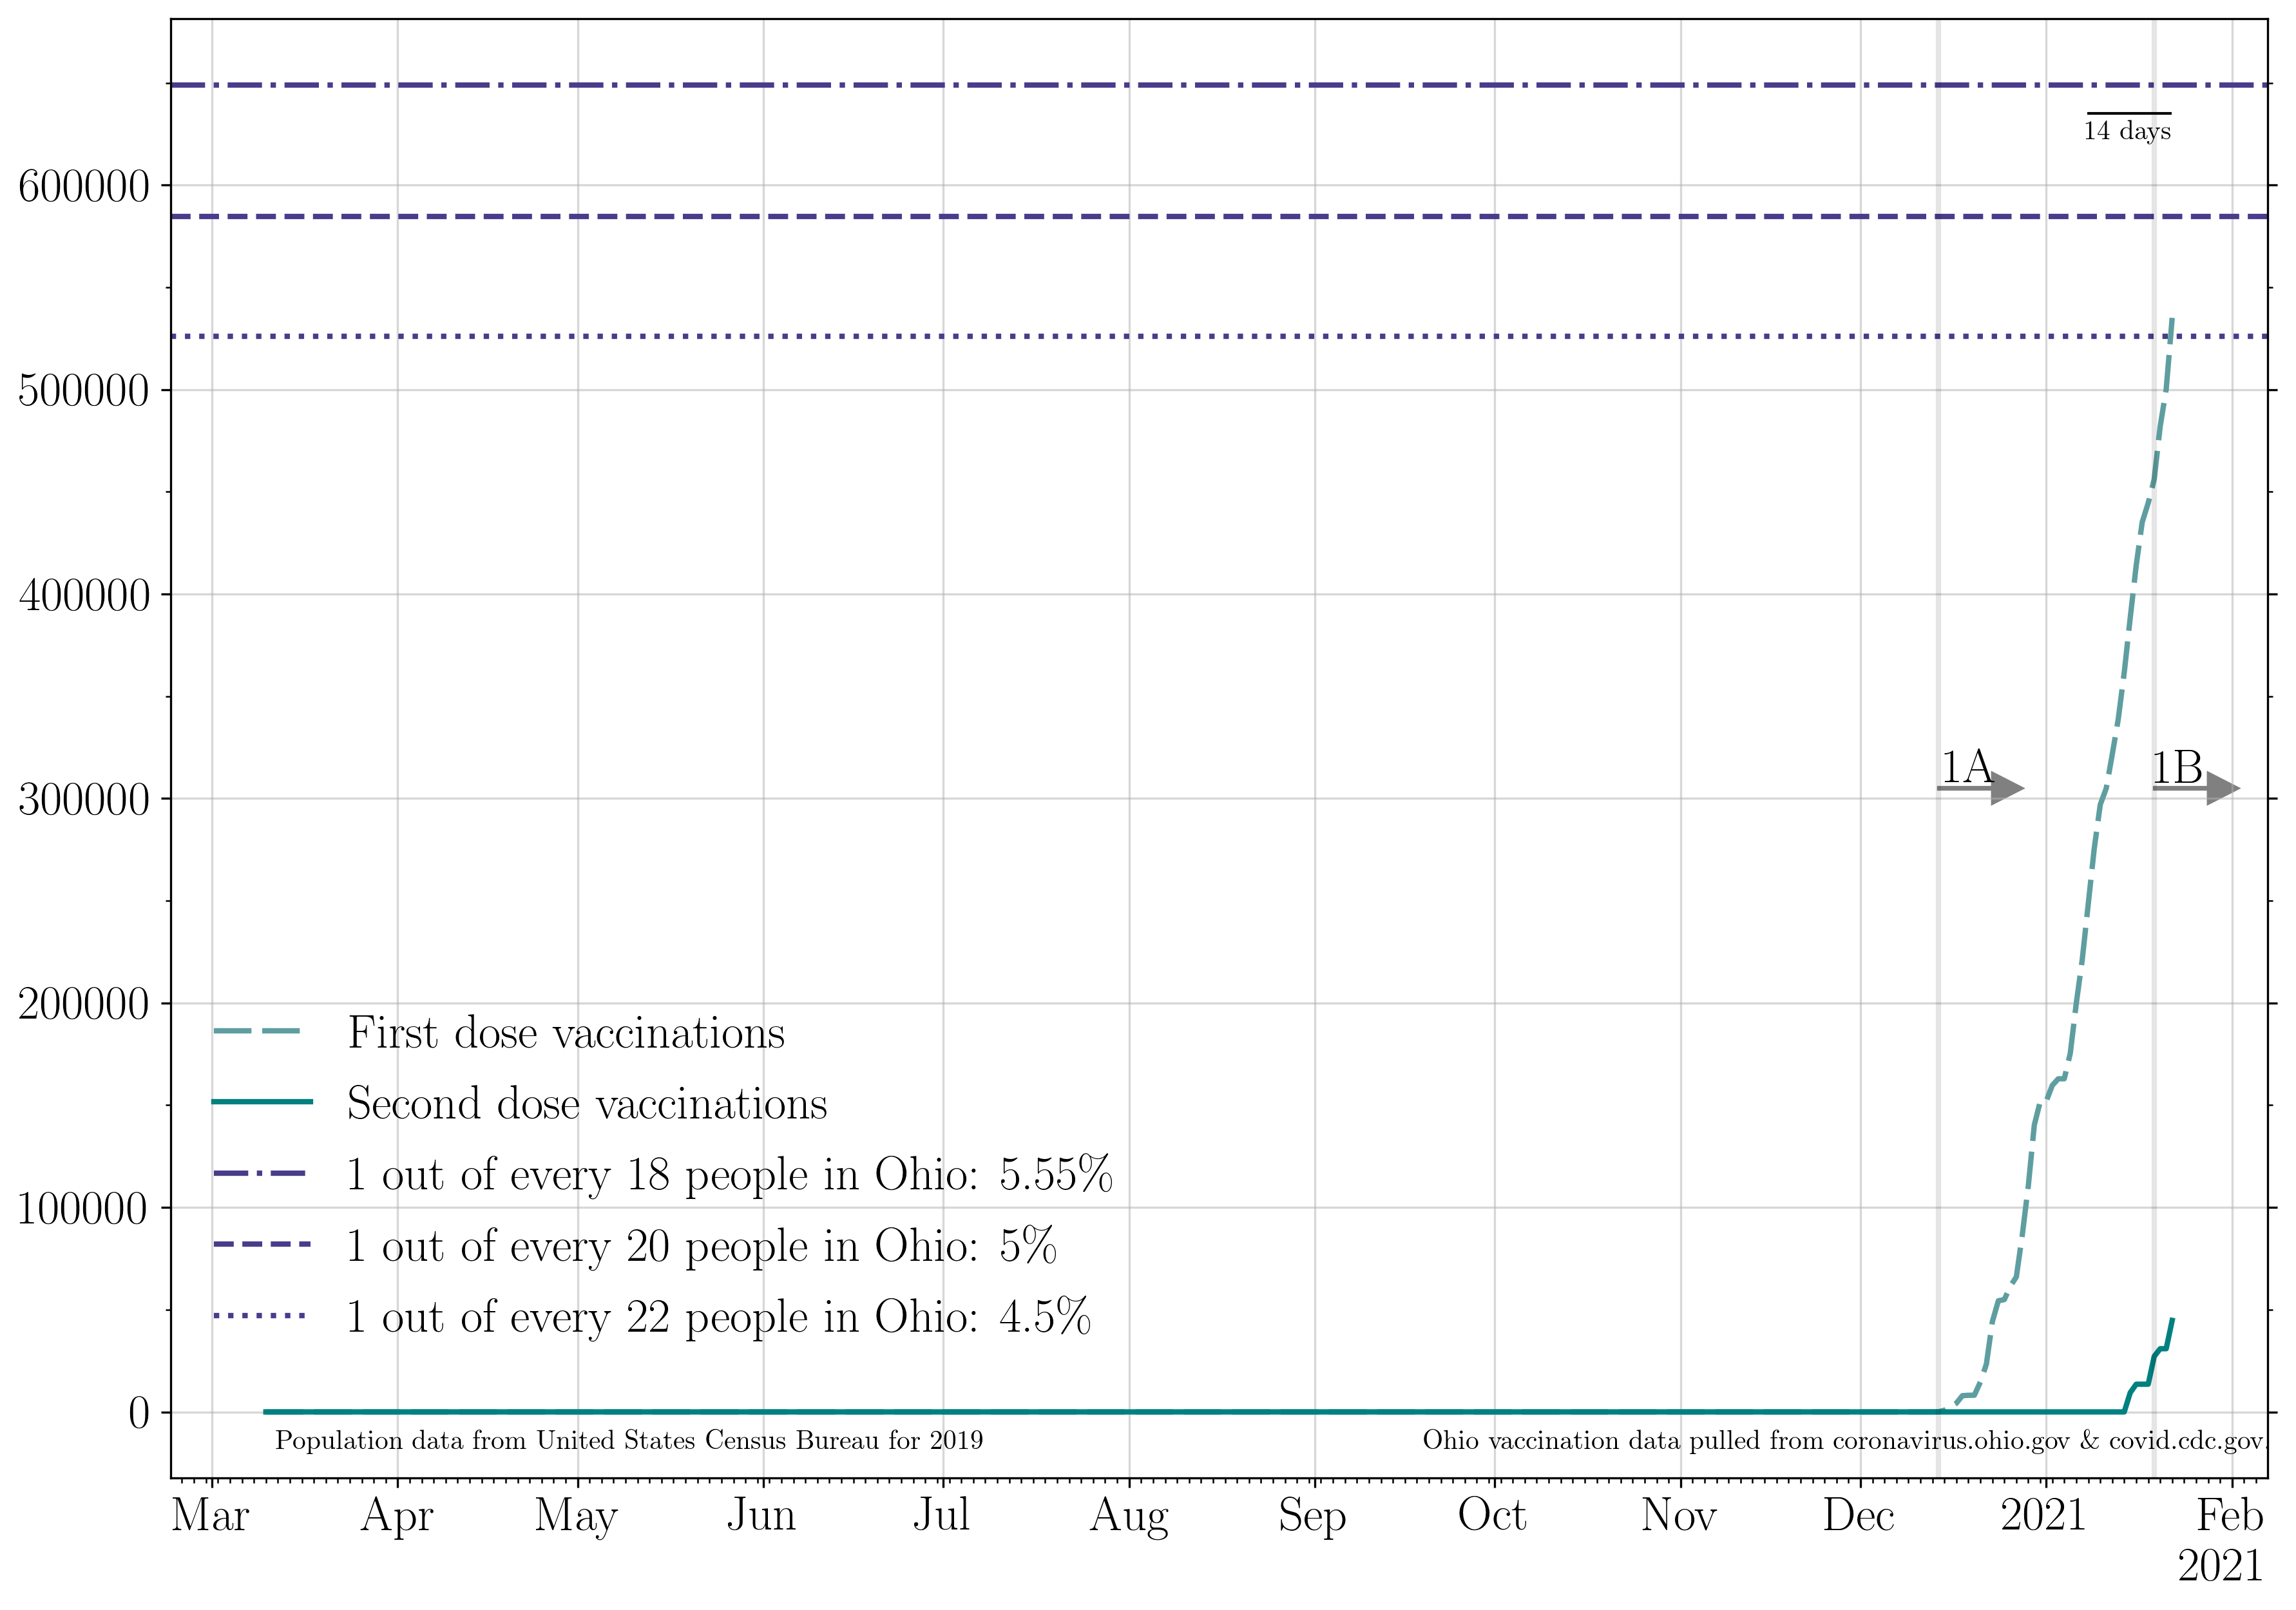 14 days
600000
500000
400000
1A
1B
300000
200000
First dose vaccinations
Second dose vaccinations
1 out of every 18 people in Ohio: 5.55%
100000
1 out of every 20 people in Ohio: 5%
1 out of every 22 people in Ohio: 4.5%
0
Population data from United States Census Bureau for 2019
Ohio vaccination data pulled from coronavirus.ohio.gov & covid.cdc.gov.
Mar Apr May Jun Jul Aug Sep Oct Nov Dec 2021 Feb
2021